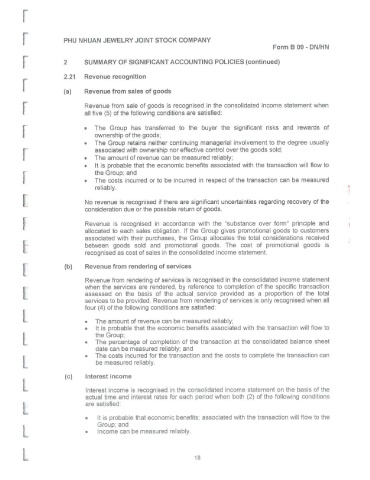 PHU NHUAN JEWELRY JOINT STOCK COMPANY
Form B 09 - DN/HN
2 SUMMARY OF SIGNIFICANT ACCOUNTING POLICIES (continued)
2.21 Revenue recognition
(a) Revenue from sales of goods
Revenue from sale of goods is recognised in the consolidated income statement when
all five (5) of the following conditions are satisfied:
• The Group has transferred to the buyer the significant risks and rewards of
ownership of the goods;
• The Group retains neither continuing managerial involvement to the degree usually
associated with ownership nor effective control over the goods sold;
• The amount of revenue can be measured reliably;
• It is probable that the economic benefits associated with the transaction will flow to
the Group; and
• The costs incurred or to be incurred in respect of the transaction can be measured
reliably.
No revenue is recognised if there are significant uncertainties regarding recovery of the
consideration due or the possible return of goods.
Revenue is recognised in accordance with the "substance over form" principle and
allocated to each sales obligation. If the Group gives promotional goods to customers
associated with their purchases, the Group allocates the total considerations received
between goods sold and promotional goods. The cost of promotional goods is
recognised as cost of sales in the consolidated income statement.
(b) Revenue from rendering of services
Revenue from rendering of services is recognised in the consolidated income statement
when the services are rendered, by reference to completion of the specific transaction
assessed on the basis of the actual service provided as a proportion of the total
services to be provided. Revenue from rendering of services is only recognised when all
four (4) of the following conditions are satisfied:
• The amount of revenue can be measured reliably;
• It is probable that the economic benefits associated with the transaction will flow to
the Group;
• The percentage of completion of the transaction at the consolidated balance sheet
date can be measured reliably; and
• The costs incurred for the transaction and the costs to complete the transaction can
be measured reliably.
(c) Interest income
Interest income is recognised in the consolidated income statement on the basis of the
actual time and interest rates for each period when both (2) of the following conditions
are satisfied:
• It is probable that economic benefits; associated with the transaction will flow to the
Group; and
• Income can be measured reliably.
18